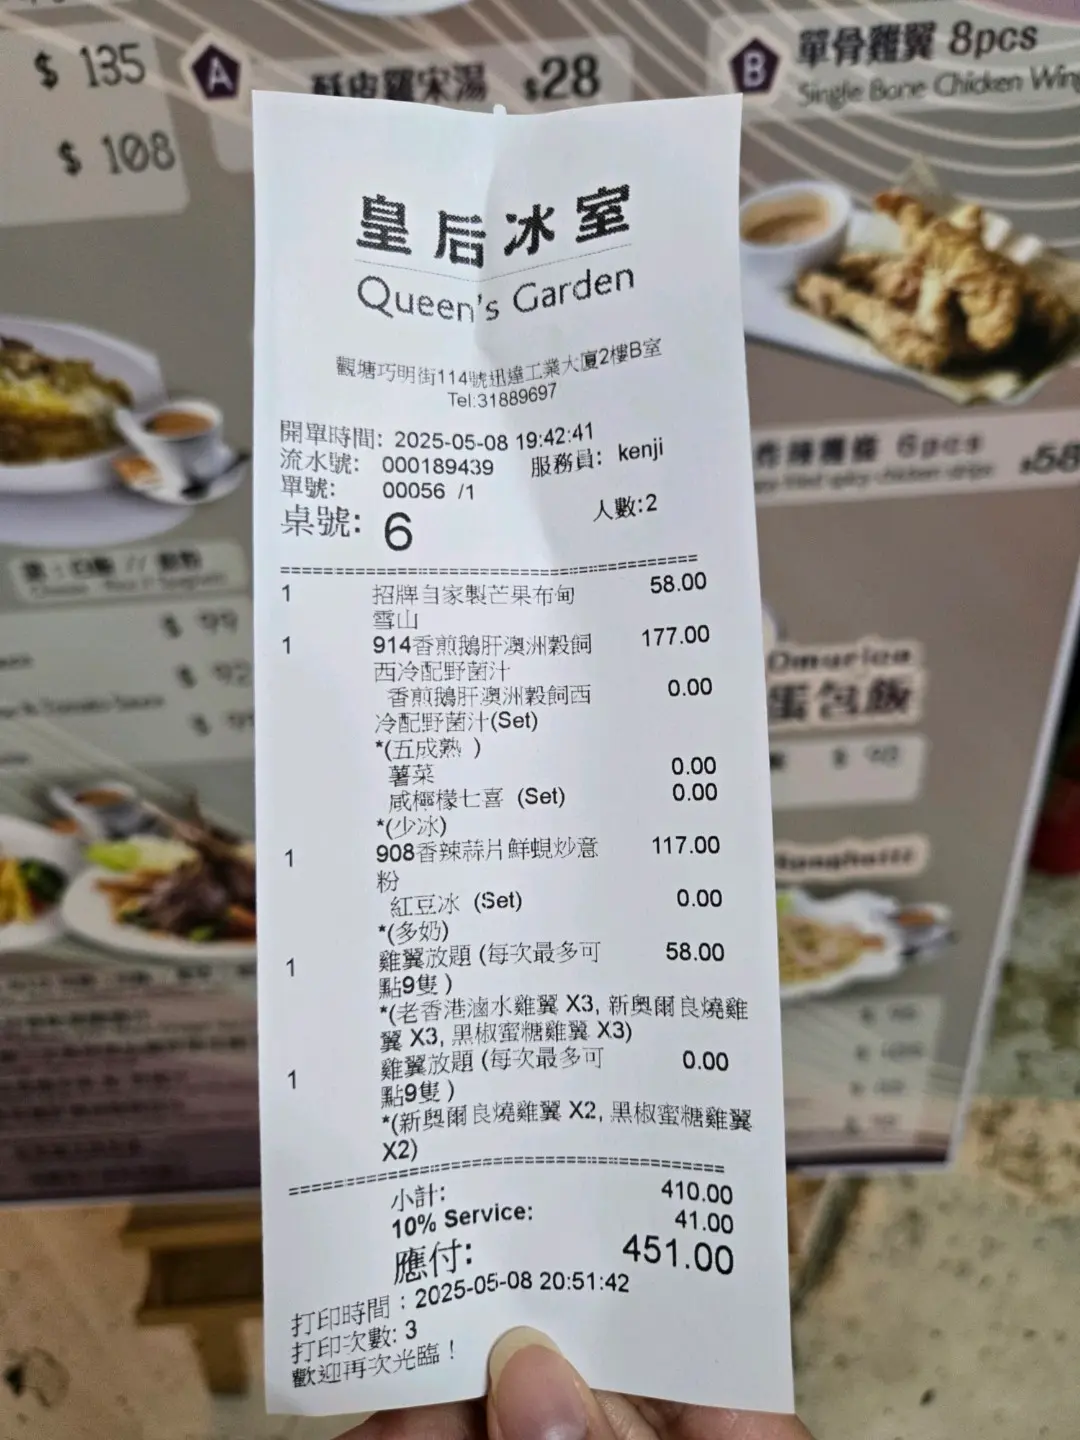 $ 135
$ 108
A
酥皮雞宋湯 $28
B
單骨雞翼 8pcs
Single Bone Chicken Wing
6pcs
$58
$ 99
$ 92
Omurice
蛋包飯
$ 98
Spaghetti
皇后冰室
Queen's Garden
觀塘巧明街114號迅達工業大廈2樓B室
Tel:31889697
開單時間: 2025-05-08 19:42:41
流水號: 000189439 服務員: kenji
單號: 00056 /1
桌號: 6 人數:2
==========================================
1 招牌自家製芒果布甸 58.00
雪山
1 914香煎鵝肝澳洲穀飼 177.00
西冷配野菌汁
香煎鵝肝澳洲穀飼西 0.00
冷配野菌汁(Set)
*(五成熟 )
薯菜 0.00
咸檸檬七喜 (Set) 0.00
*(少冰)
1 908香辣蒜片鮮蜆炒意 117.00
粉
紅豆冰 (Set) 0.00
*(多奶)
1 雞翼放題 (每次最多可 58.00
點9隻 )
*(老香港滷水雞翼 X3, 新奧爾良燒雞
翼 X3, 黑椒蜜糖雞翼 X3)
1 雞翼放題 (每次最多可 0.00
點9隻 )
*(新奧爾良燒雞翼 X2, 黑椒蜜糖雞翼
X2)
==========================================
小計: 410.00
10% Service: 41.00
應付: 451.00
打印時間 : 2025-05-08 20:51:42
打印次數: 3
歡迎再次光臨 !